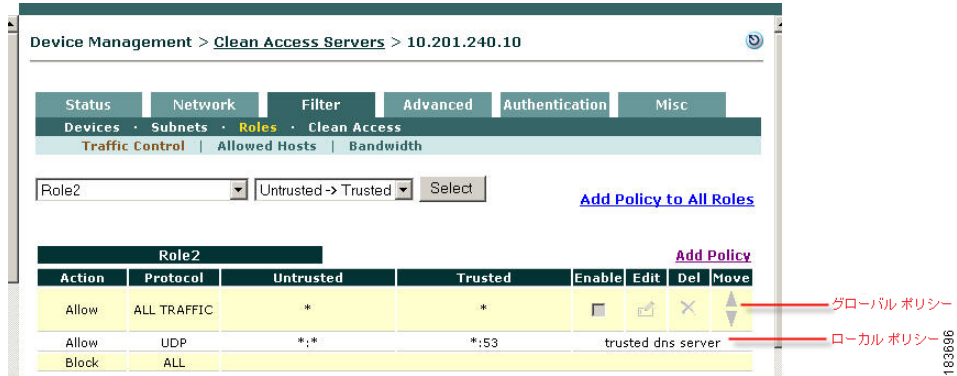 Device Management > Clean Access Servers > 10.201.240.10
Status Network Filter Advanced Authentication Misc
Devices · Subnets · Roles · Clean Access
Traffic Control | Allowed Hosts | Bandwidth
Role2 Untrusted -> Trusted Select
Add Policy to All Roles
Role2 Add Policy
Action Protocol Untrusted Trusted Enable Edit Del Move
Allow ALL TRAFFIC * *
グローバル ポリシー
Allow UDP *:* *:53 trusted dns server
ローカル ポリシー
Block ALL
183696